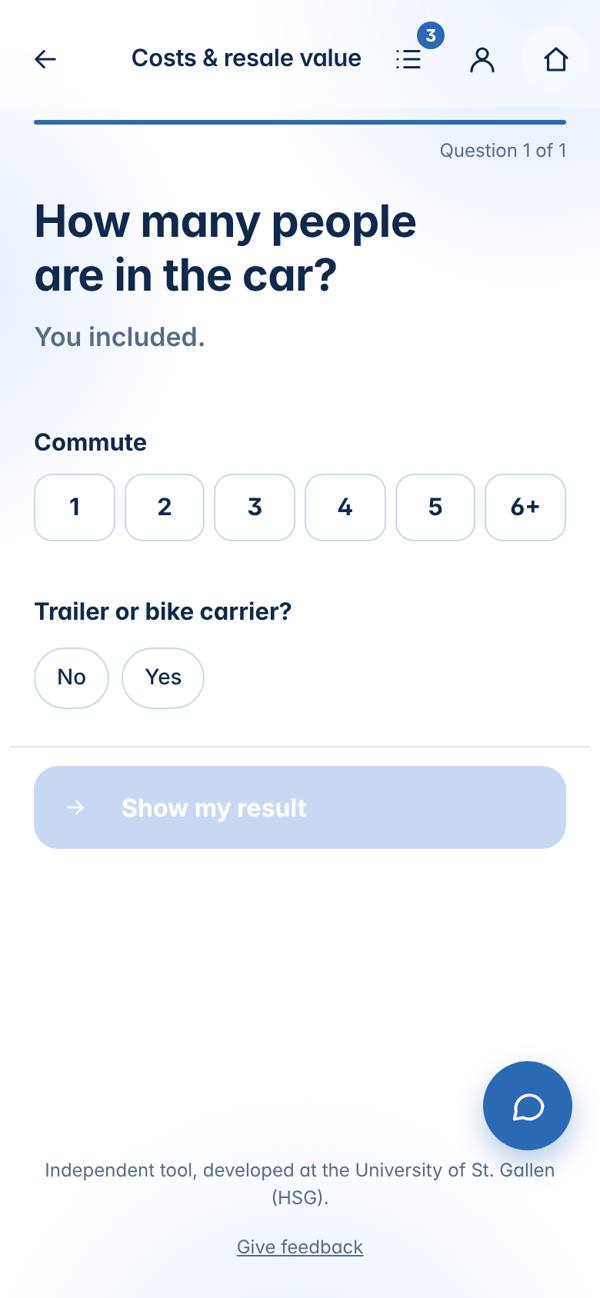 Costs & resale value
3
Question 1 of 1
How many people
are in the car?
You included.
Commute
1 2 3 4 5 6+
Trailer or bike carrier?
No Yes
Show my result
Independent tool, developed at the University of St. Gallen
(HSG).
Give feedback